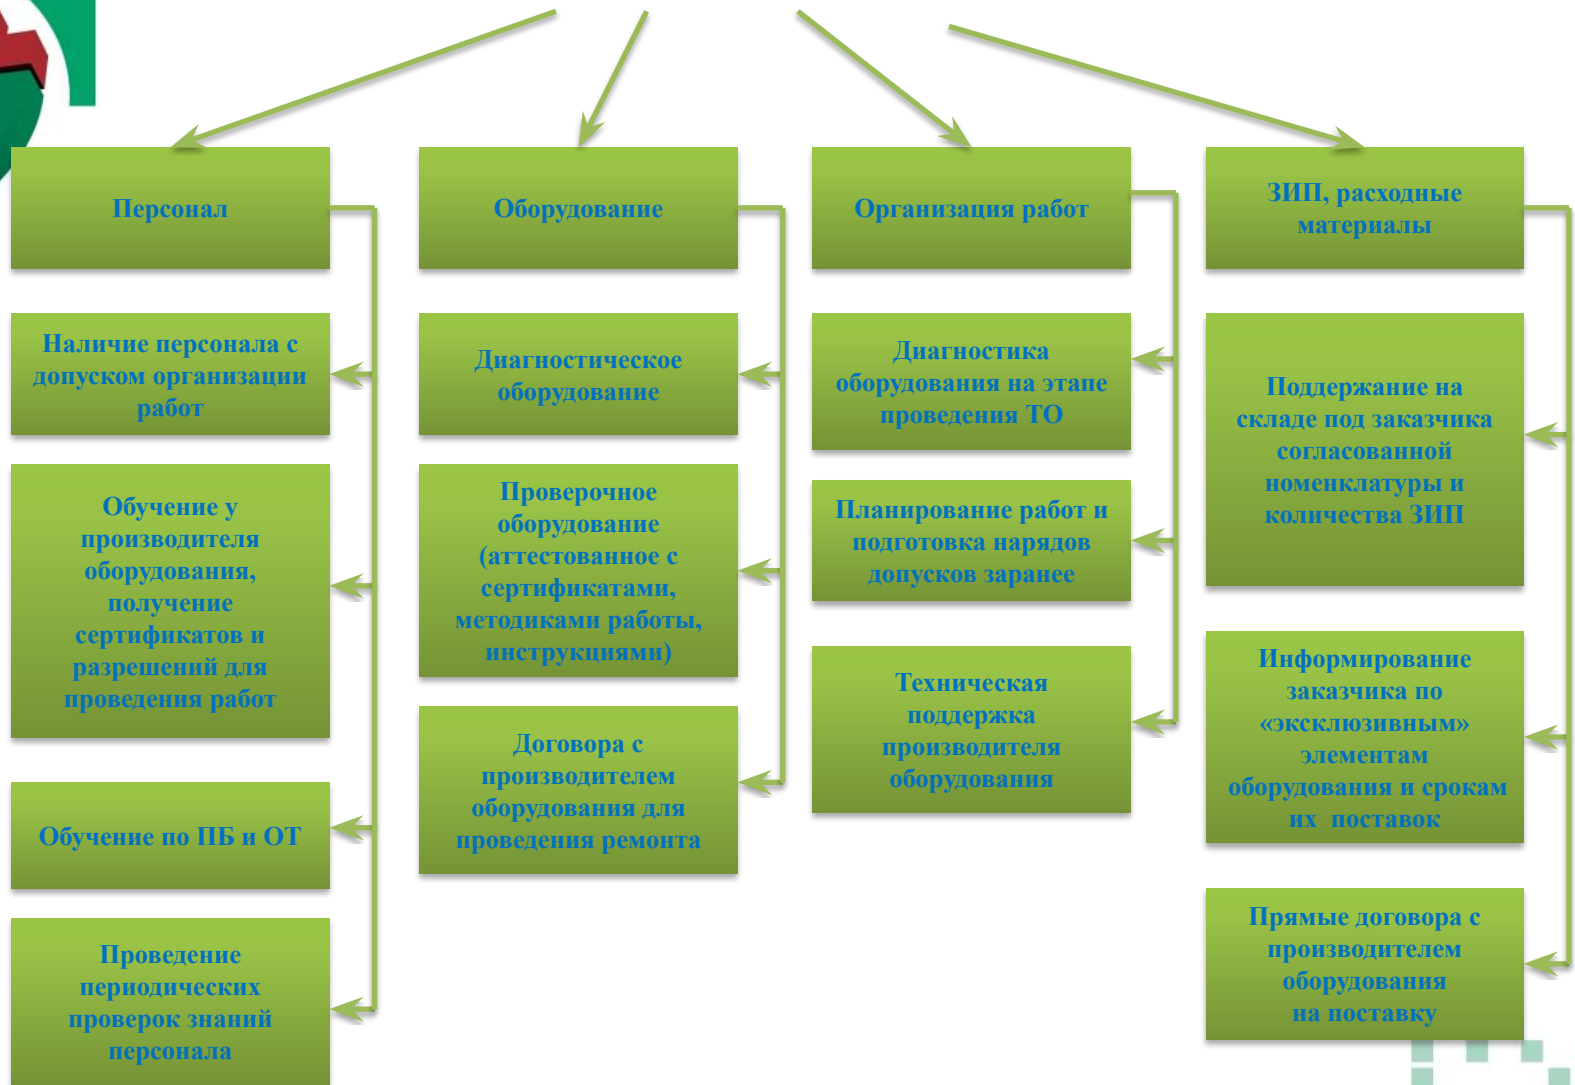 Персонал
Наличие персонала с
допуском организации
работ
Обучение у
производителя
оборудования,
получение
сертификатов и
разрешений для
проведения работ
Обучение по ПБ и ОТ
Проведение
периодических
проверок знаний
персонала
Оборудование
Диагностическое
оборудование
Проверочное
оборудование
(аттестованное с
сертификатами,
методиками работы,
инструкциями)
Договора с
производителем
оборудования для
проведения ремонта
Организация работ
Диагностика
оборудования на этапе
проведения ТО
Планирование работ и
подготовка нарядов
допусков заранее
Техническая
поддержка
производителя
оборудования
ЗИП, расходные
материалы
Поддержание на
складе под заказчика
согласованной
номенклатуры и
количества ЗИП
Информирование
заказчика по
«эксклюзивным»
элементам
оборудования и срокам
их поставок
Прямые договора с
производителем
оборудования
на поставку